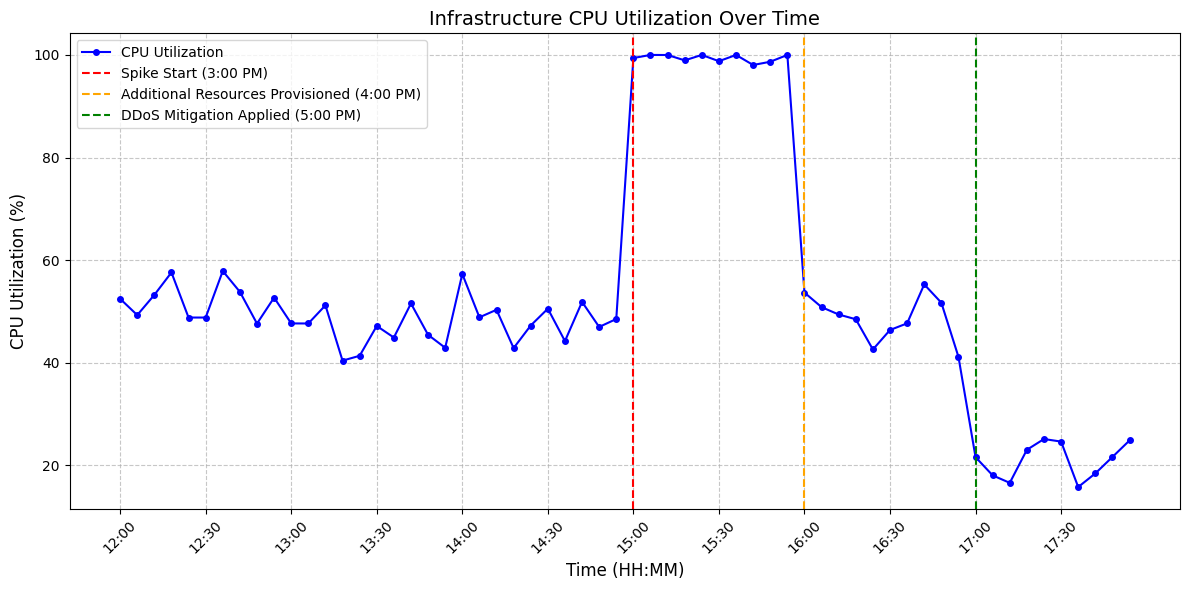 Infrastructure CPU Utilization Over Time
CPU Utilization
Spike Start (3:00 PM)
Additional Resources Provisioned (4:00 PM)
DDoS Mitigation Applied (5:00 PM)
CPU Utilization (%)
100
80
60
40
20
12:00 12:30 13:00 13:30 14:00 14:30 15:00 15:30 16:00 16:30 17:00 17:30
Time (HH:MM)